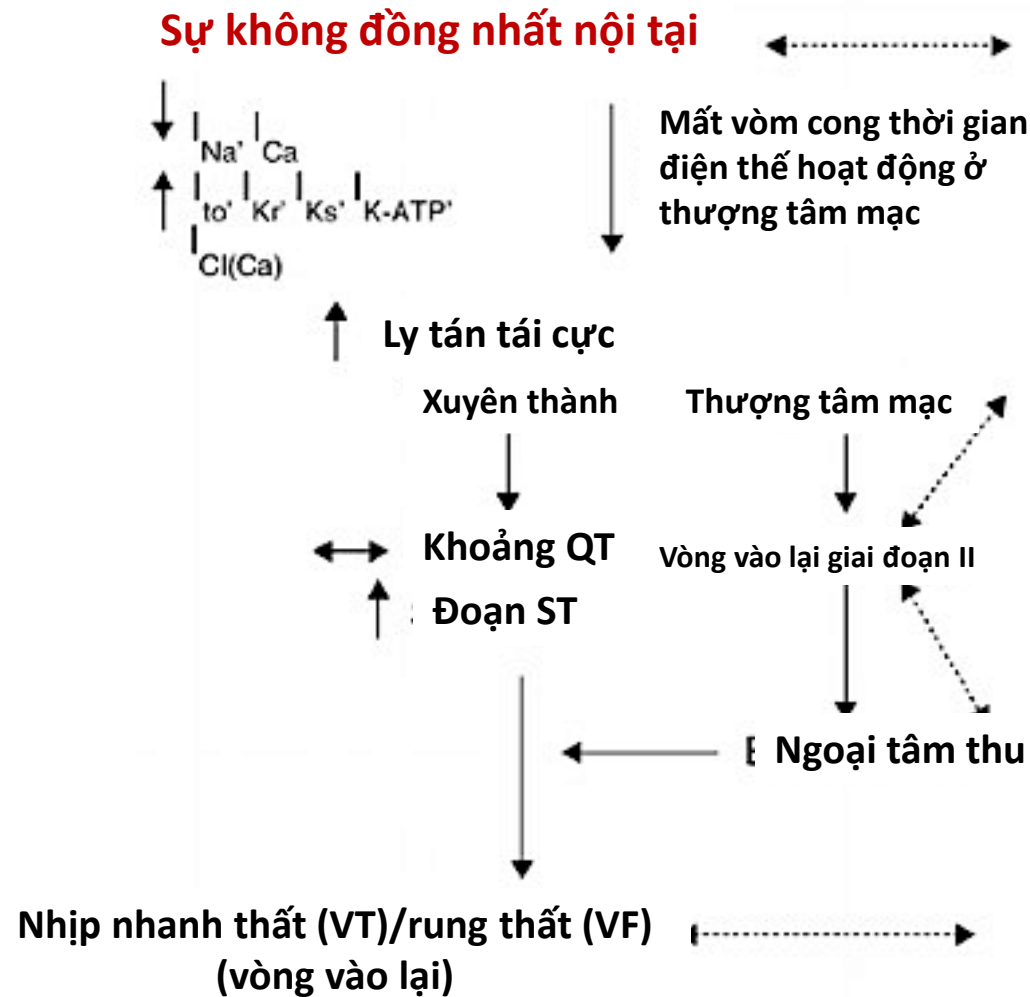 Sự không đồng nhất nội tại
Mất vòm cong thời gian
điện thế hoạt động ở
thượng tâm mạc
↓ I Na' I Ca
↑ I to' I Kr' I Ks' I K-ATP'
I Cl(Ca)
↑ Ly tán tái cực
Xuyên thành Thượng tâm mạc
Khoảng QT Vòng vào lại giai đoạn II
↑ Đoạn ST
Ngoại tâm thu
Nhịp nhanh thất (VT)/rung thất (VF)
(vòng vào lại)